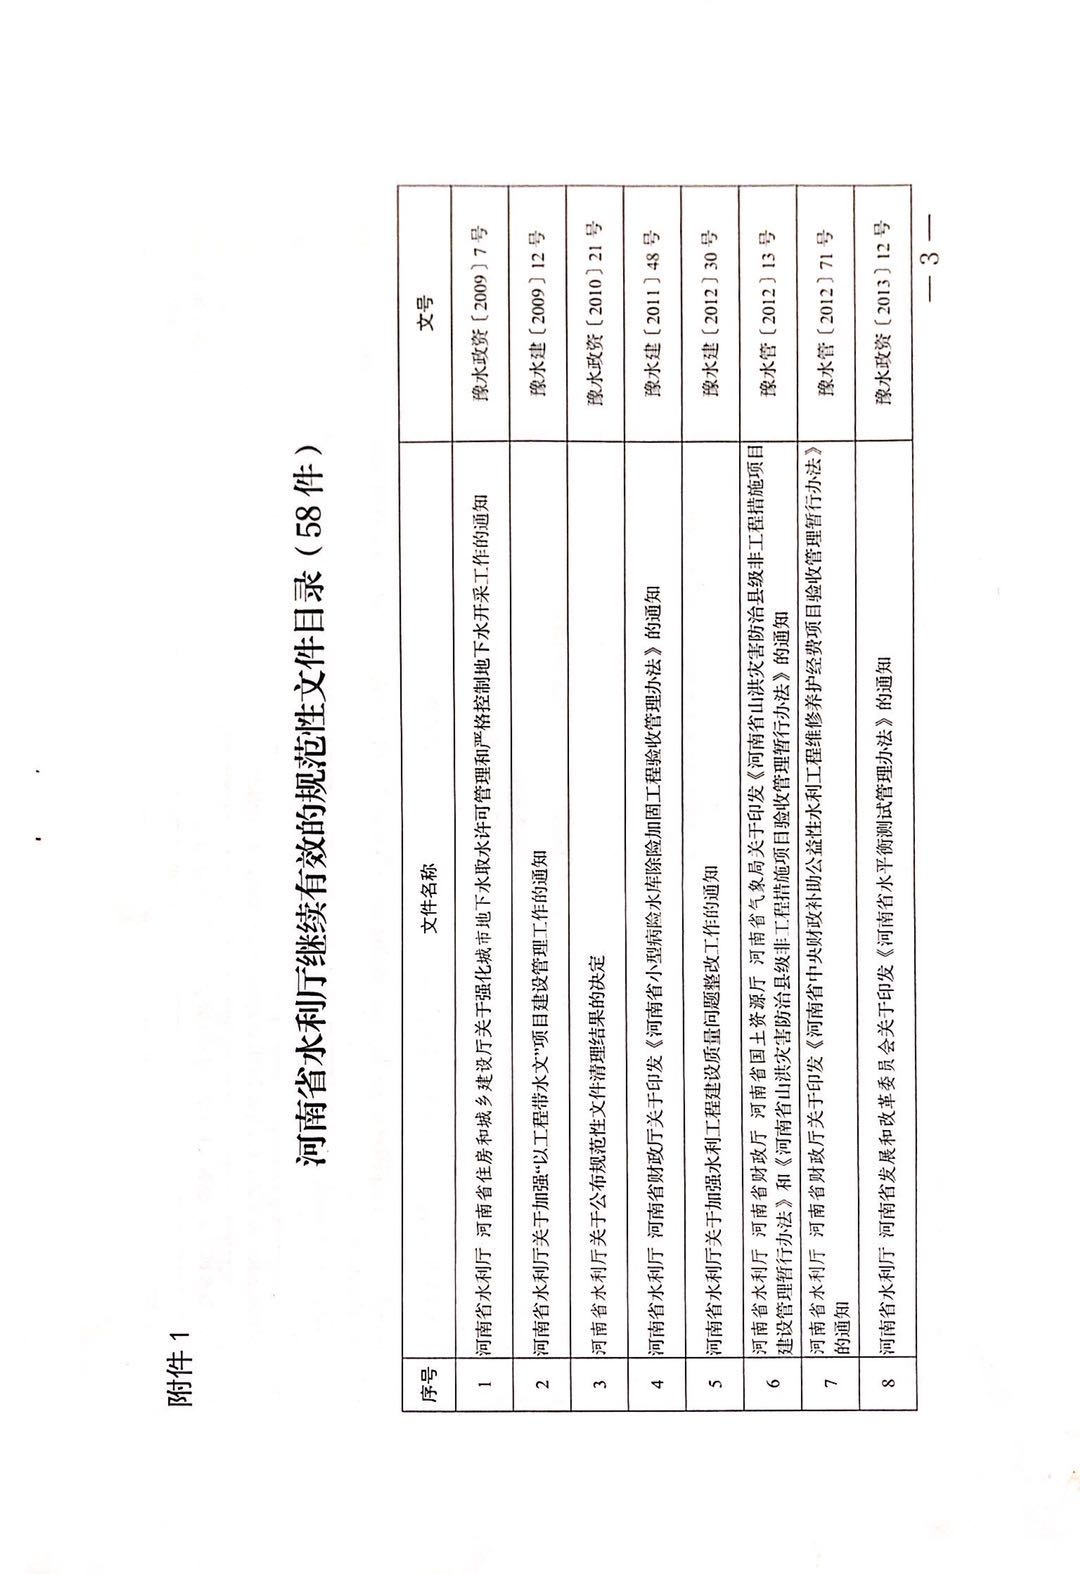 附件 1
河南省水利厅继续有效的规范性文件目录（58 件）
序号 文件名称 文号
1 河南省水利厅 河南省住房和城乡建设厅关于强化城市地下水取水许可管理和严格控制地下水开采工作的通知 豫水政资〔2009〕7 号
2 河南省水利厅关于加强“以工程带水文”项目建设管理工作的通知 豫水建〔2009〕12 号
3 河南省水利厅关于公布规范性文件清理结果的决定 豫水政资〔2010〕21 号
4 河南省水利厅 河南省财政厅关于印发《河南省小型病险水库除险加固工程验收管理办法》的通知 豫水建〔2011〕48 号
5 河南省水利厅关于加强水利工程建设质量问题整改工作的通知 豫水建〔2012〕30 号
6 河南省水利厅 河南省财政厅 河南省国土资源厅 河南省气象局关于印发《河南省山洪灾害防治县级非工程措施项目
建设管理暂行办法》和《河南省山洪灾害防治县级非工程措施项目验收管理暂行办法》的通知 豫水管〔2012〕13 号
7 河南省水利厅 河南省财政厅关于印发《河南省中央财政补助公益性水利工程维修养护经费项目验收管理暂行办法》
的通知 豫水管〔2012〕71 号
8 河南省水利厅 河南省发展和改革委员会关于印发《河南省水平衡测试管理办法》的通知 豫水政资〔2013〕12 号
— 3 —